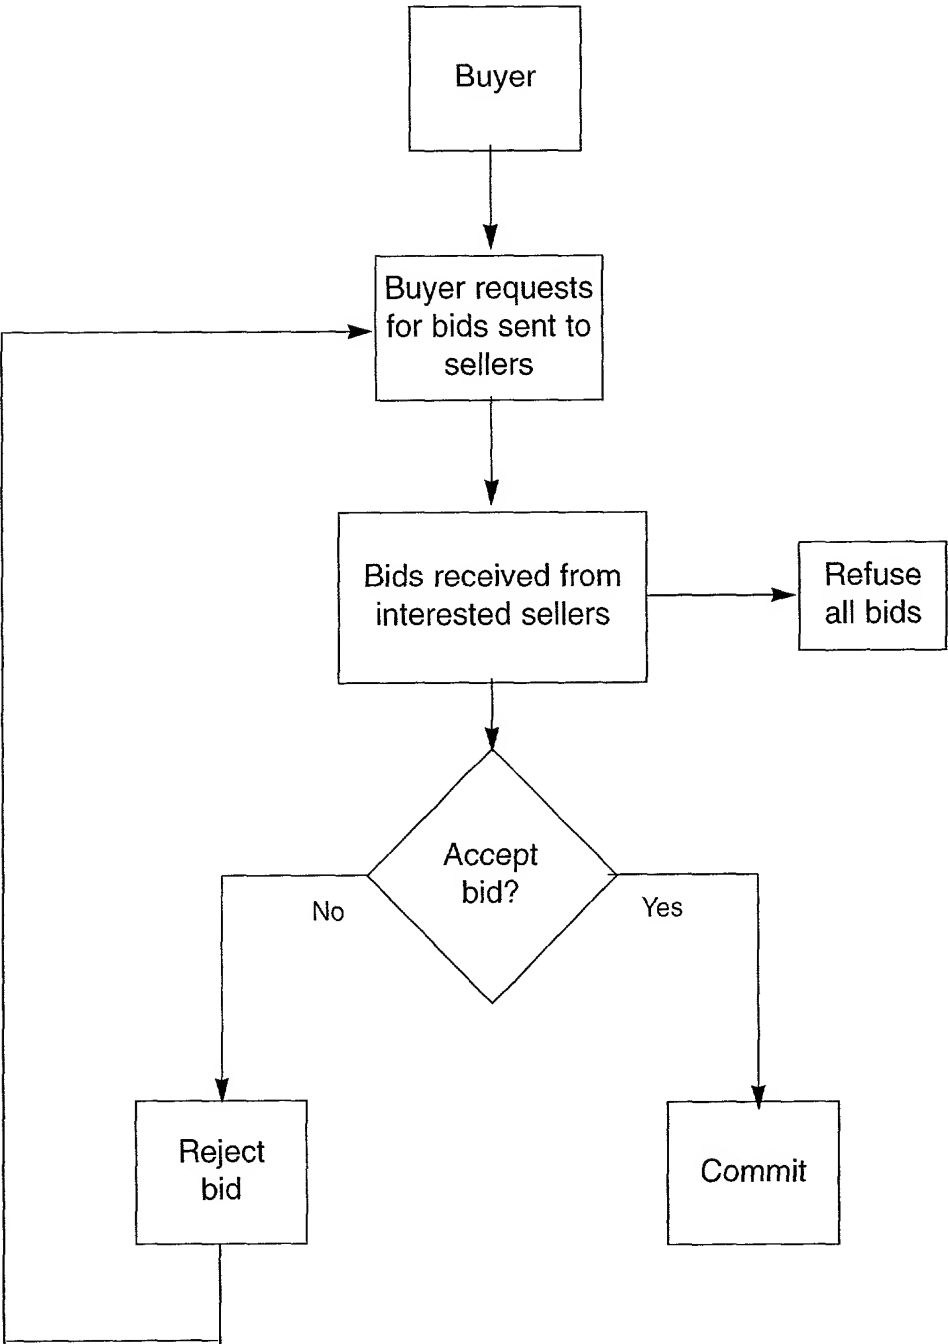 Buyer
Buyer requests
for bids sent to
sellers
Bids received from
interested sellers
Refuse
all bids
Accept
bid?
No
Yes
Reject
bid
Commit